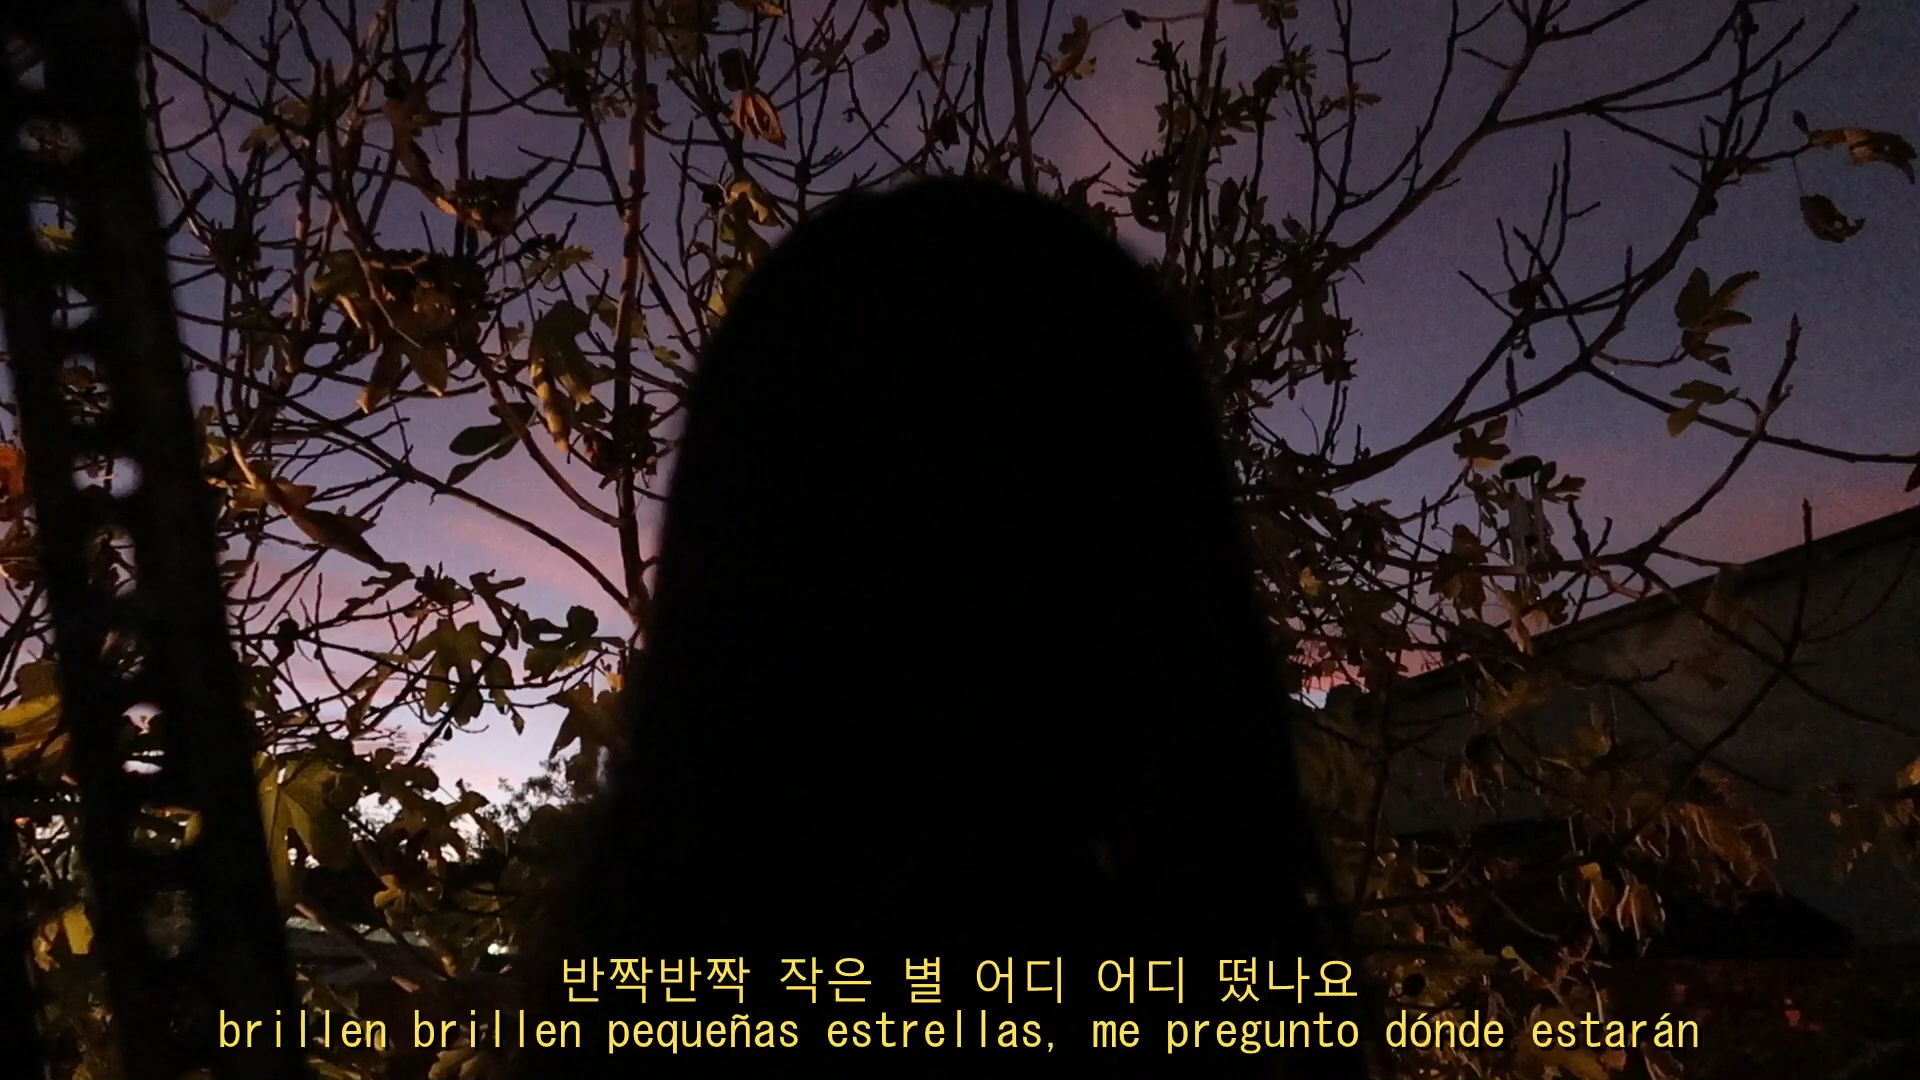 반짝반짝 작은 별 어디 어디 떴나요
brillen brillen pequeñas estrellas, me pregunto dónde estarán